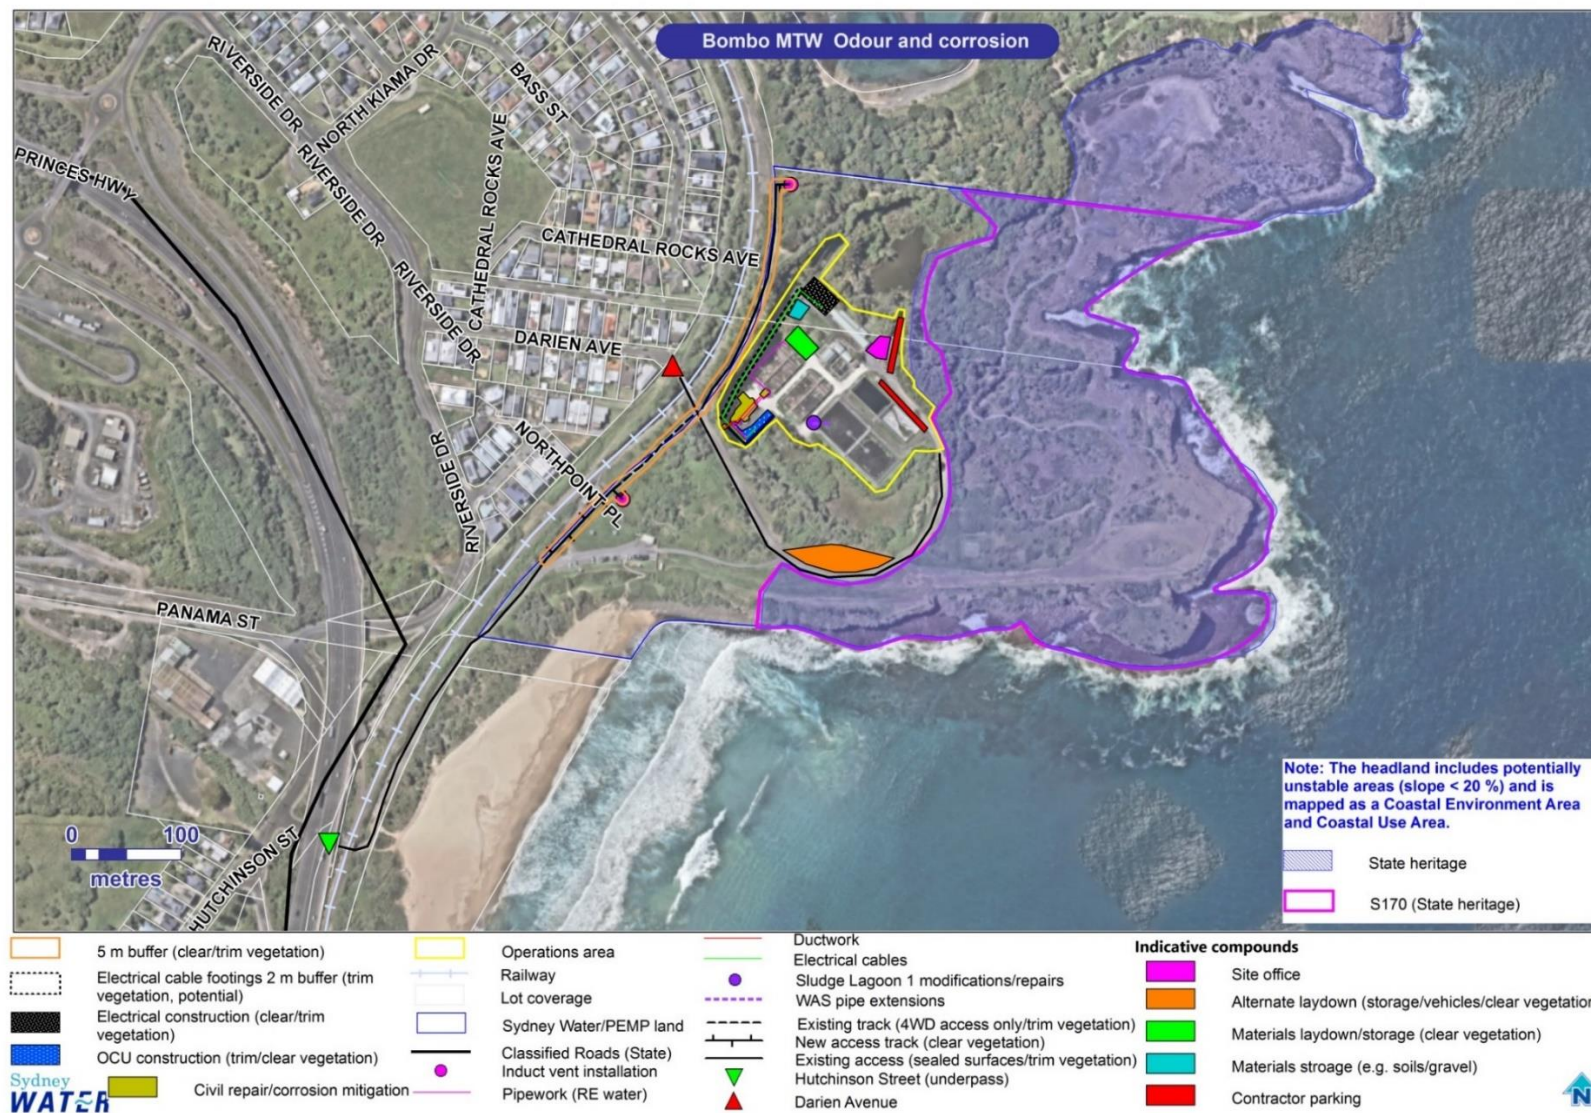 Bombo MTW Odour and corrosion
RIVERSIDE DR
NORTH KIAMA DR
BASS ST
PRINCES HWY
RIVERSIDE DR
CATHEDRAL ROCKS AVE
CATHEDRAL ROCKS AVE
RIVERSIDE DR
DARIEN AVE
NORTHPOINT PL
RIVERSIDE DR
PANAMA ST
HUTCHINSON ST
0 100
metres
Note: The headland includes potentially
unstable areas (slope < 20 %) and is
mapped as a Coastal Environment Area
and Coastal Use Area.
State heritage
S170 (State heritage)
5 m buffer (clear/trim vegetation)
Electrical cable footings 2 m buffer (trim
vegetation, potential)
Electrical construction (clear/trim
vegetation)
OCU construction (trim/clear vegetation)
Civil repair/corrosion mitigation
Sydney
WATER
Operations area
Railway
Lot coverage
Sydney Water/PEMP land
Classified Roads (State)
Induct vent installation
Pipework (RE water)
Ductwork
Electrical cables
Sludge Lagoon 1 modifications/repairs
WAS pipe extensions
Existing track (4WD access only/trim vegetation)
New access track (clear vegetation)
Existing access (sealed surfaces/trim vegetation)
Hutchinson Street (underpass)
Darien Avenue
Indicative compounds
Site office
Alternate laydown (storage/vehicles/clear vegetation
Materials laydown/storage (clear vegetation)
Materials stroage (e.g. soils/gravel)
Contractor parking
N